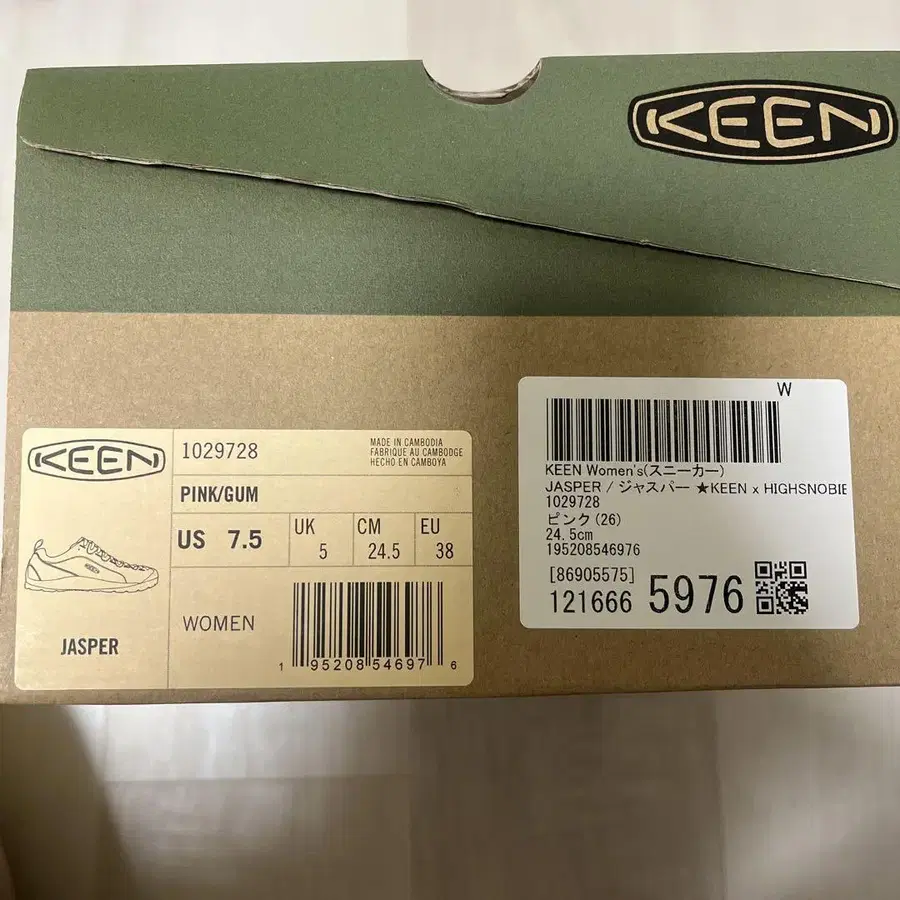 KEEN
KEEN
1029728
MADE IN CAMBODIA
FABRIQUE AU CAMBODGE
HECHO EN CAMBOYA
PINK/GUM
US 7.5
UK 5
CM 24.5
EU 38
JASPER
WOMEN
1 95208 54697 6
W
KEEN Women's(スニーカー)
JASPER / ジャスパー ★KEEN x HIGHSNOBIE
1029728
ピンク(26)
24.5cm
195208546976
[86905575]
121666 5976